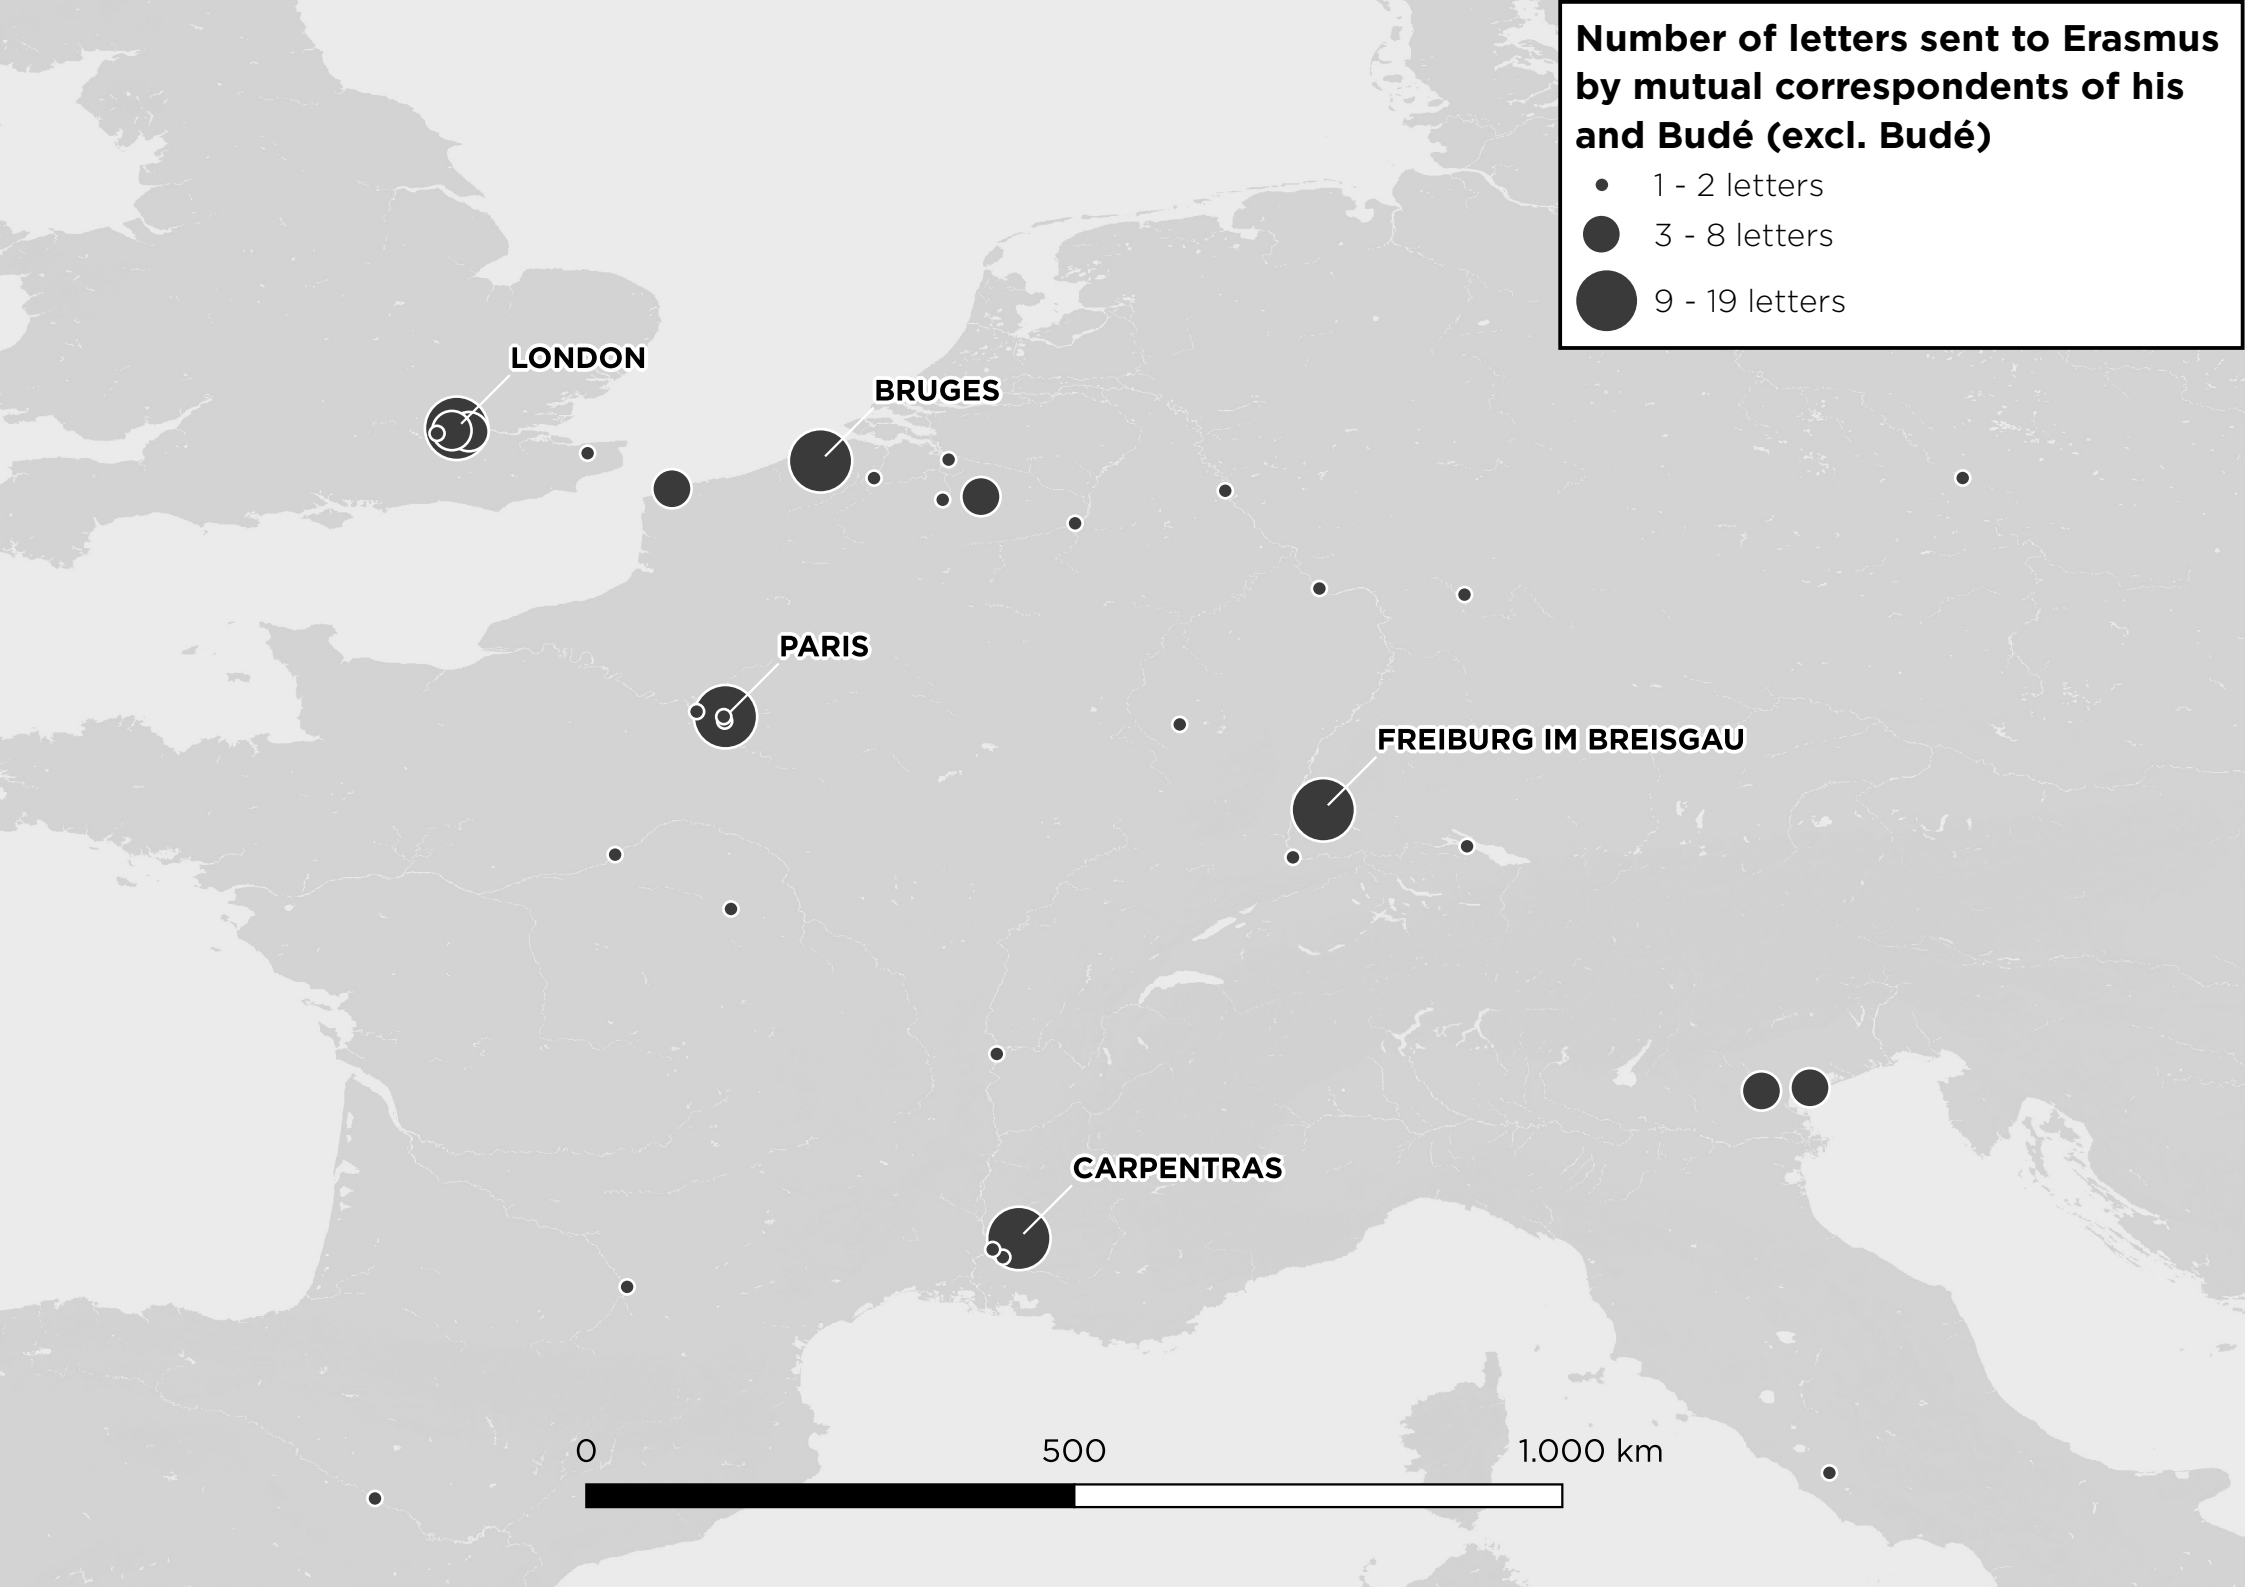 Number of letters sent to Erasmus
by mutual correspondents of his
and Budé (excl. Budé)
1 - 2 letters
3 - 8 letters
9 - 19 letters
LONDON
BRUGES
PARIS
FREIBURG IM BREISGAU
CARPENTRAS
0 500 1.000 km